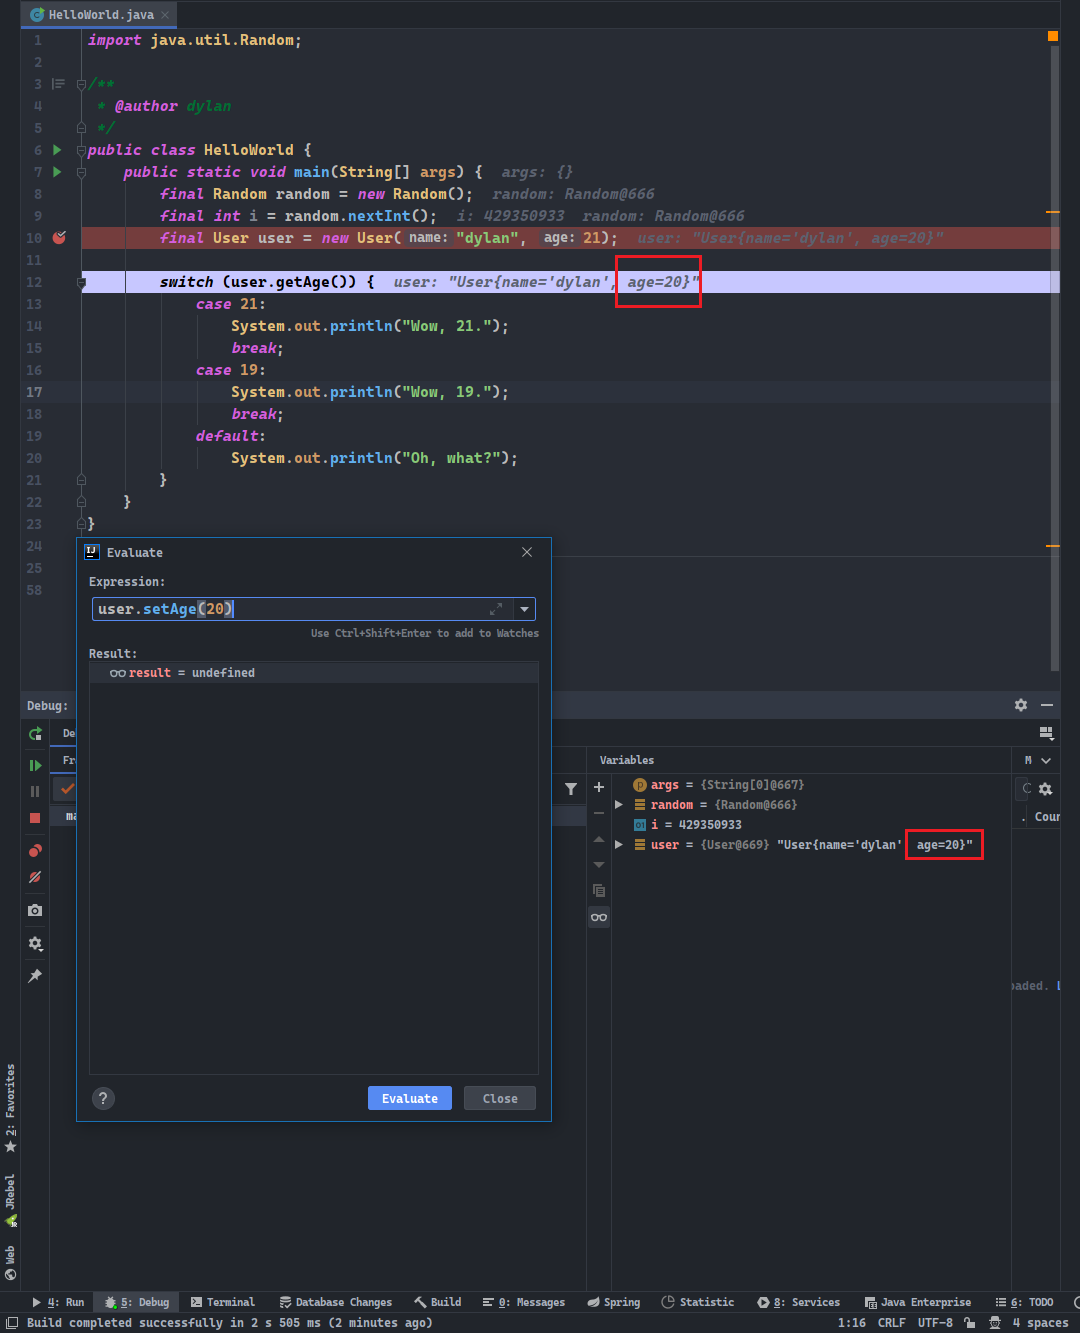 HelloWorld.java
1 import java.util.Random;
2
3 /**
4 * @author dylan
5 */
6 public class HelloWorld {
7 public static void main(String[] args) { args: {}
8 final Random random = new Random(); random: Random@666
9 final int i = random.nextInt(); i: 429350933 random: Random@666
10 final User user = new User( name: "dylan", age: 21); user: "User{name='dylan', age=20}"
11
12 switch (user.getAge()) { user: "User{name='dylan', age=20}"
13 case 21:
14 System.out.println("Wow, 21.");
15 break;
16 case 19:
17 System.out.println("Wow, 19.");
18 break;
19 default:
20 System.out.println("Oh, what?");
21 }
22 }
23 }
24
25
58
IJ Evaluate
Expression:
user.setAge(20)
Use Ctrl+Shift+Enter to add to Watches
Result:
result = undefined
? Evaluate Close
Debug:
De
Fr
ma
Variables
M
args = {String[0]@667}
random = {Random@666}
i = 429350933
user = {User@669} "User{name='dylan' age=20}"
. Cour
oaded. L
2: Favorites
JRebel
Web
4: Run 5: Debug Terminal Database Changes Build 0: Messages Spring Statistic 8: Services Java Enterprise 6: TODO
Build completed successfully in 2 s 505 ms (2 minutes ago) 1:16 CRLF UTF-8 4 spaces